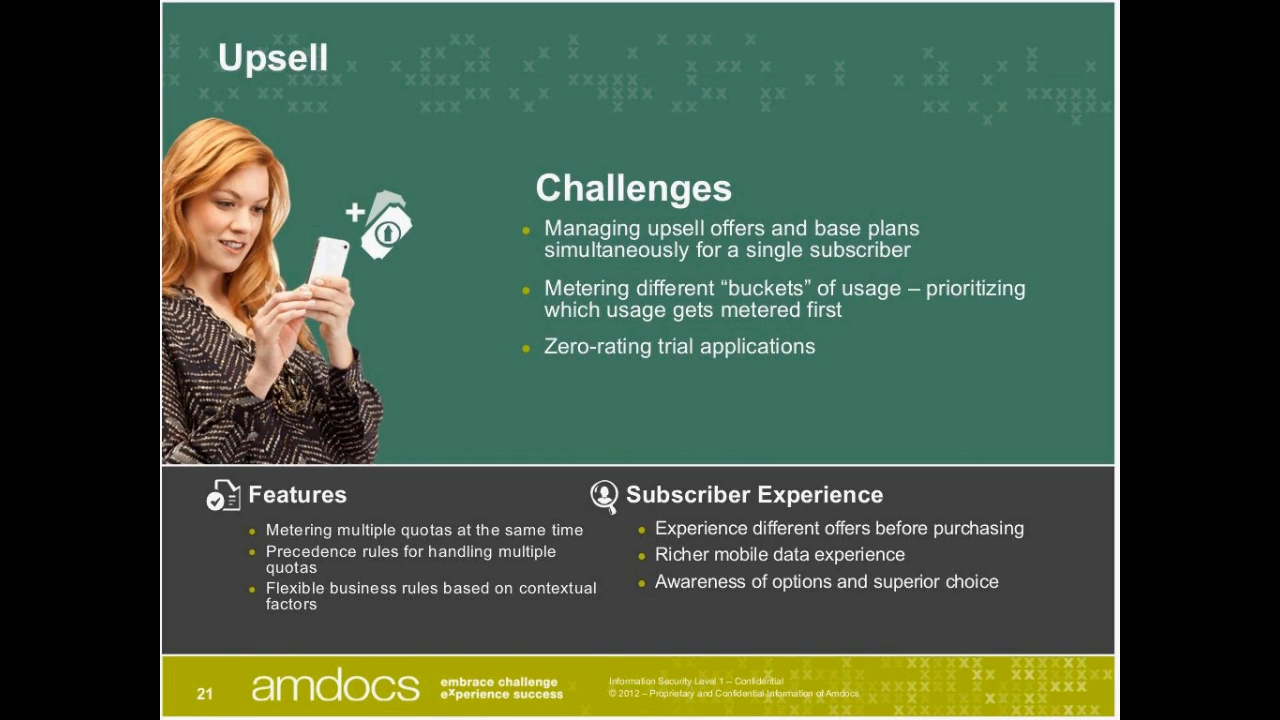 Upsell
Challenges
Managing upsell offers and base plans
simultaneously for a single subscriber
Metering different “buckets” of usage – prioritizing
which usage gets metered first
Zero-rating trial applications
Features
Metering multiple quotas at the same time
Precedence rules for handling multiple
quotas
Flexible business rules based on contextual
factors
Subscriber Experience
Experience different offers before purchasing
Richer mobile data experience
Awareness of options and superior choice
21
amdocs
embrace challenge
experience success
Information Security Level 1 – Confidential
© 2012 – Proprietary and Confidential Information of Amdocs